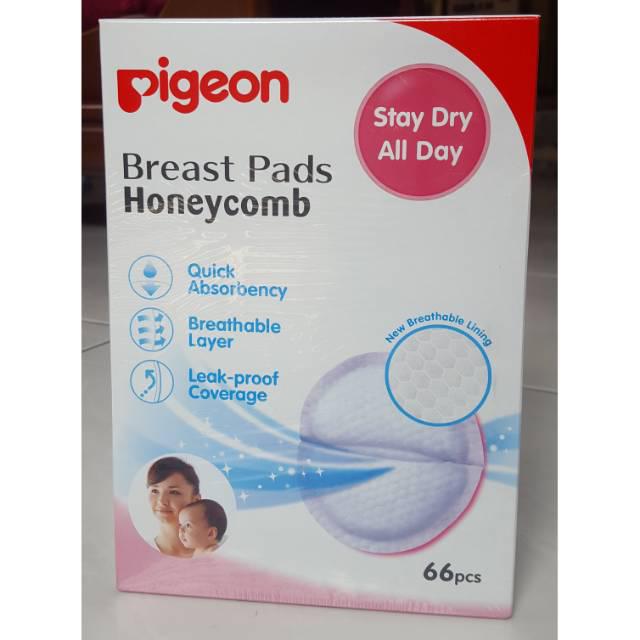 pigeon
Stay Dry
All Day
Breast Pads
Honeycomb
Quick
Absorbency
Breathable
Layer
Leak-proof
Coverage
New Breathable Lining
66pcs